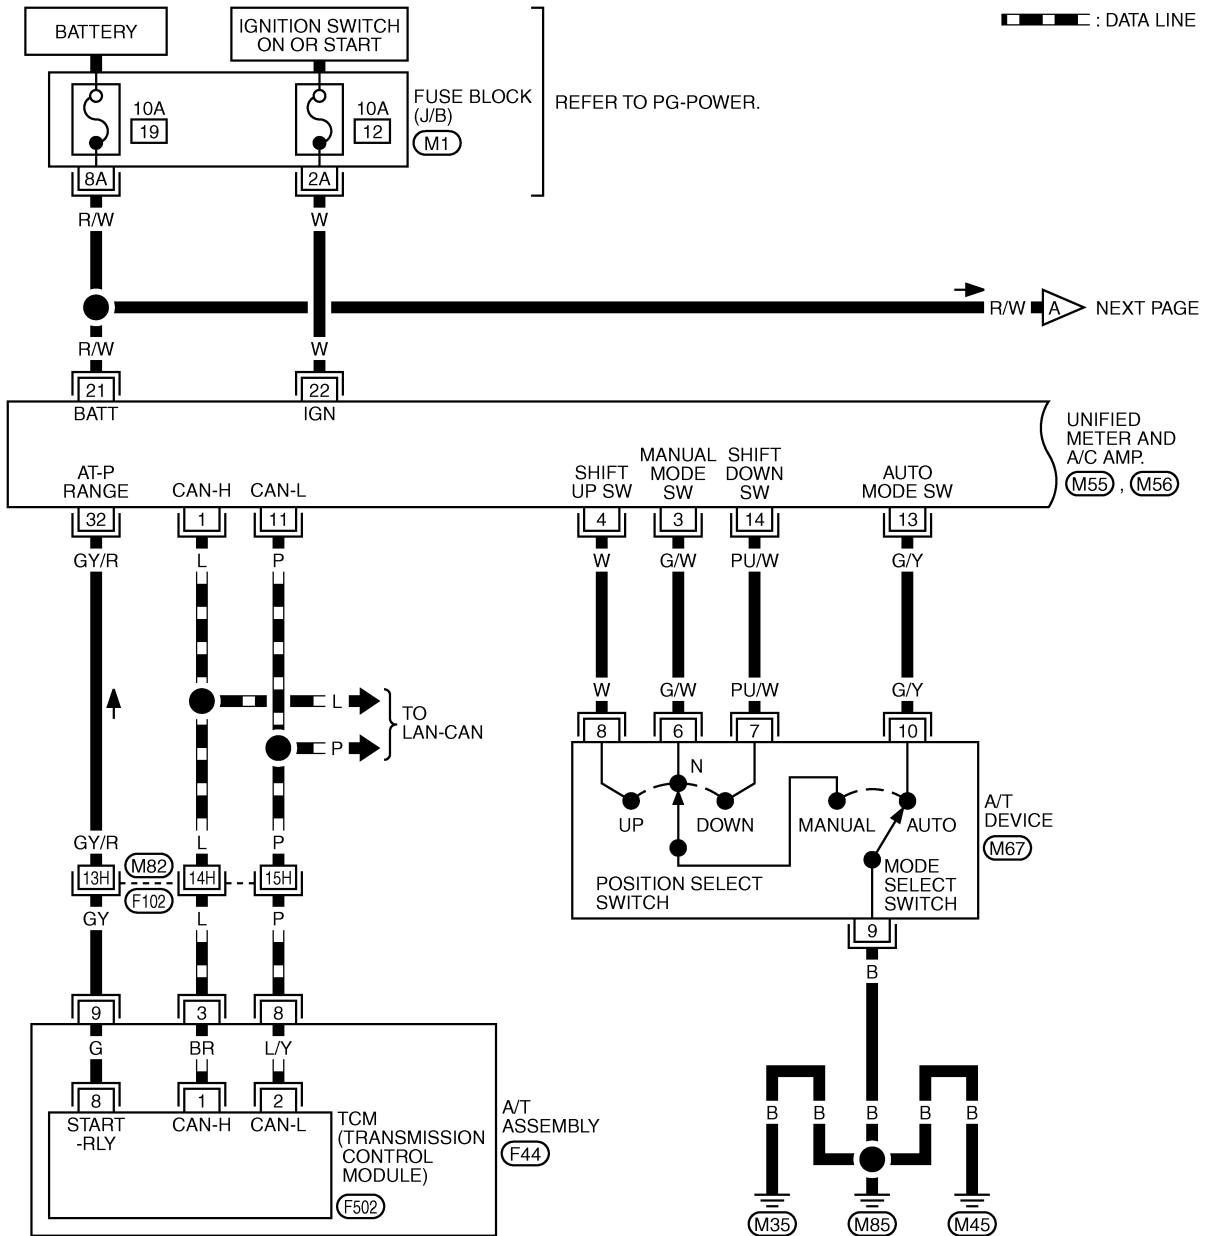 BATTERY
IGNITION SWITCH
ON OR START
: DATA LINE
10A
19
10A
12
FUSE BLOCK
(J/B)
M1
REFER TO PG-POWER.
8A
2A
R/W
W
R/W
A
NEXT PAGE
R/W
W
21
22
BATT
IGN
UNIFIED
METER AND
A/C AMP.
M55 , M56
AT-P
RANGE
CAN-H
CAN-L
SHIFT
UP SW
MANUAL
MODE
SW
SHIFT
DOWN
SW
AUTO
MODE SW
32
1
11
4
3
14
13
GY/R
L
P
W
G/W
PU/W
G/Y
W
G/W
PU/W
G/Y
L
P
TO
LAN-CAN
8
6
7
10
N
UP
DOWN
MANUAL
AUTO
A/T
DEVICE
M67
POSITION SELECT
SWITCH
MODE
SELECT
SWITCH
GY/R
L
P
M82
13H
14H
15H
F102
GY
L
P
9
B
9
3
8
G
BR
L/Y
8
1
2
START
-RLY
CAN-H
CAN-L
TCM
(TRANSMISSION
CONTROL
MODULE)
F502
A/T
ASSEMBLY
F44
B
B
B
B
B
M35
M85
M45